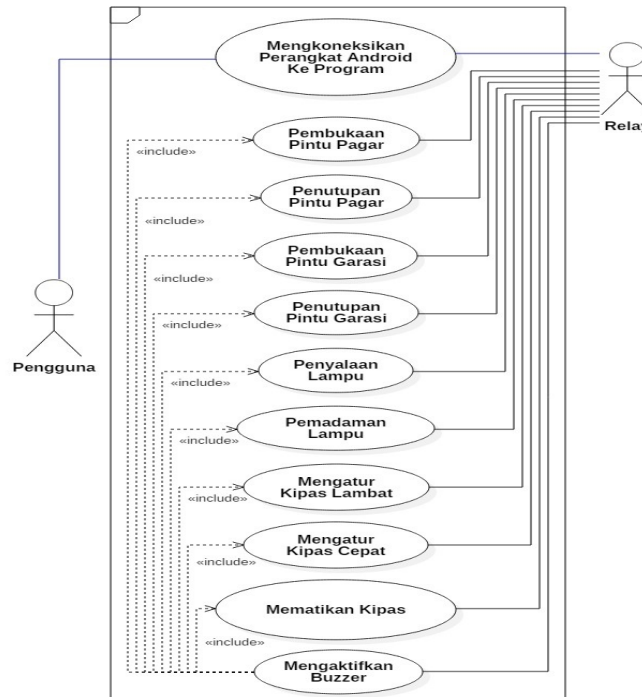 Mengkoneksikan
Perangkat Android
Ke Program
Relay
Pembukaan
Pintu Pagar
«include»
Penutupan
Pintu Pagar
«include»
Pembukaan
Pintu Garasi
«include»
Pengguna
Penutupan
Pintu Garasi
«include»
Penyalaan
Lampu
«include»
Pemadaman
Lampu
«include»
Mengatur
Kipas Lambat
«include»
Mengatur
Kipas Cepat
«include»
Mematikan Kipas
«include»
Mengaktifkan
Buzzer